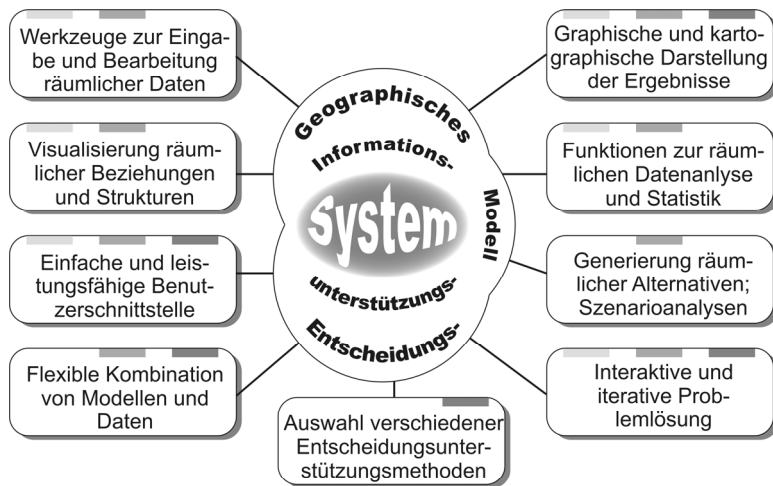 Werkzeuge zur Einga-
be und Bearbeitung
räumlicher Daten
Visualisierung räum-
licher Beziehungen
und Strukturen
Einfache und leis-
tungsfähige Benut-
zerschnittstelle
Flexible Kombination
von Modellen und
Daten
Geographisches
Informations-
System
Modell
unterstützungs-
Entscheidungs-
Auswahl verschiedener
Entscheidungsunter-
stützungsmethoden
Graphische und karto-
graphische Darstellung
der Ergebnisse
Funktionen zur räum-
lichen Datenanalyse
und Statistik
Generierung räum-
licher Alternativen;
Szenarioanalysen
Interaktive und
iterative Prob-
lemlösung